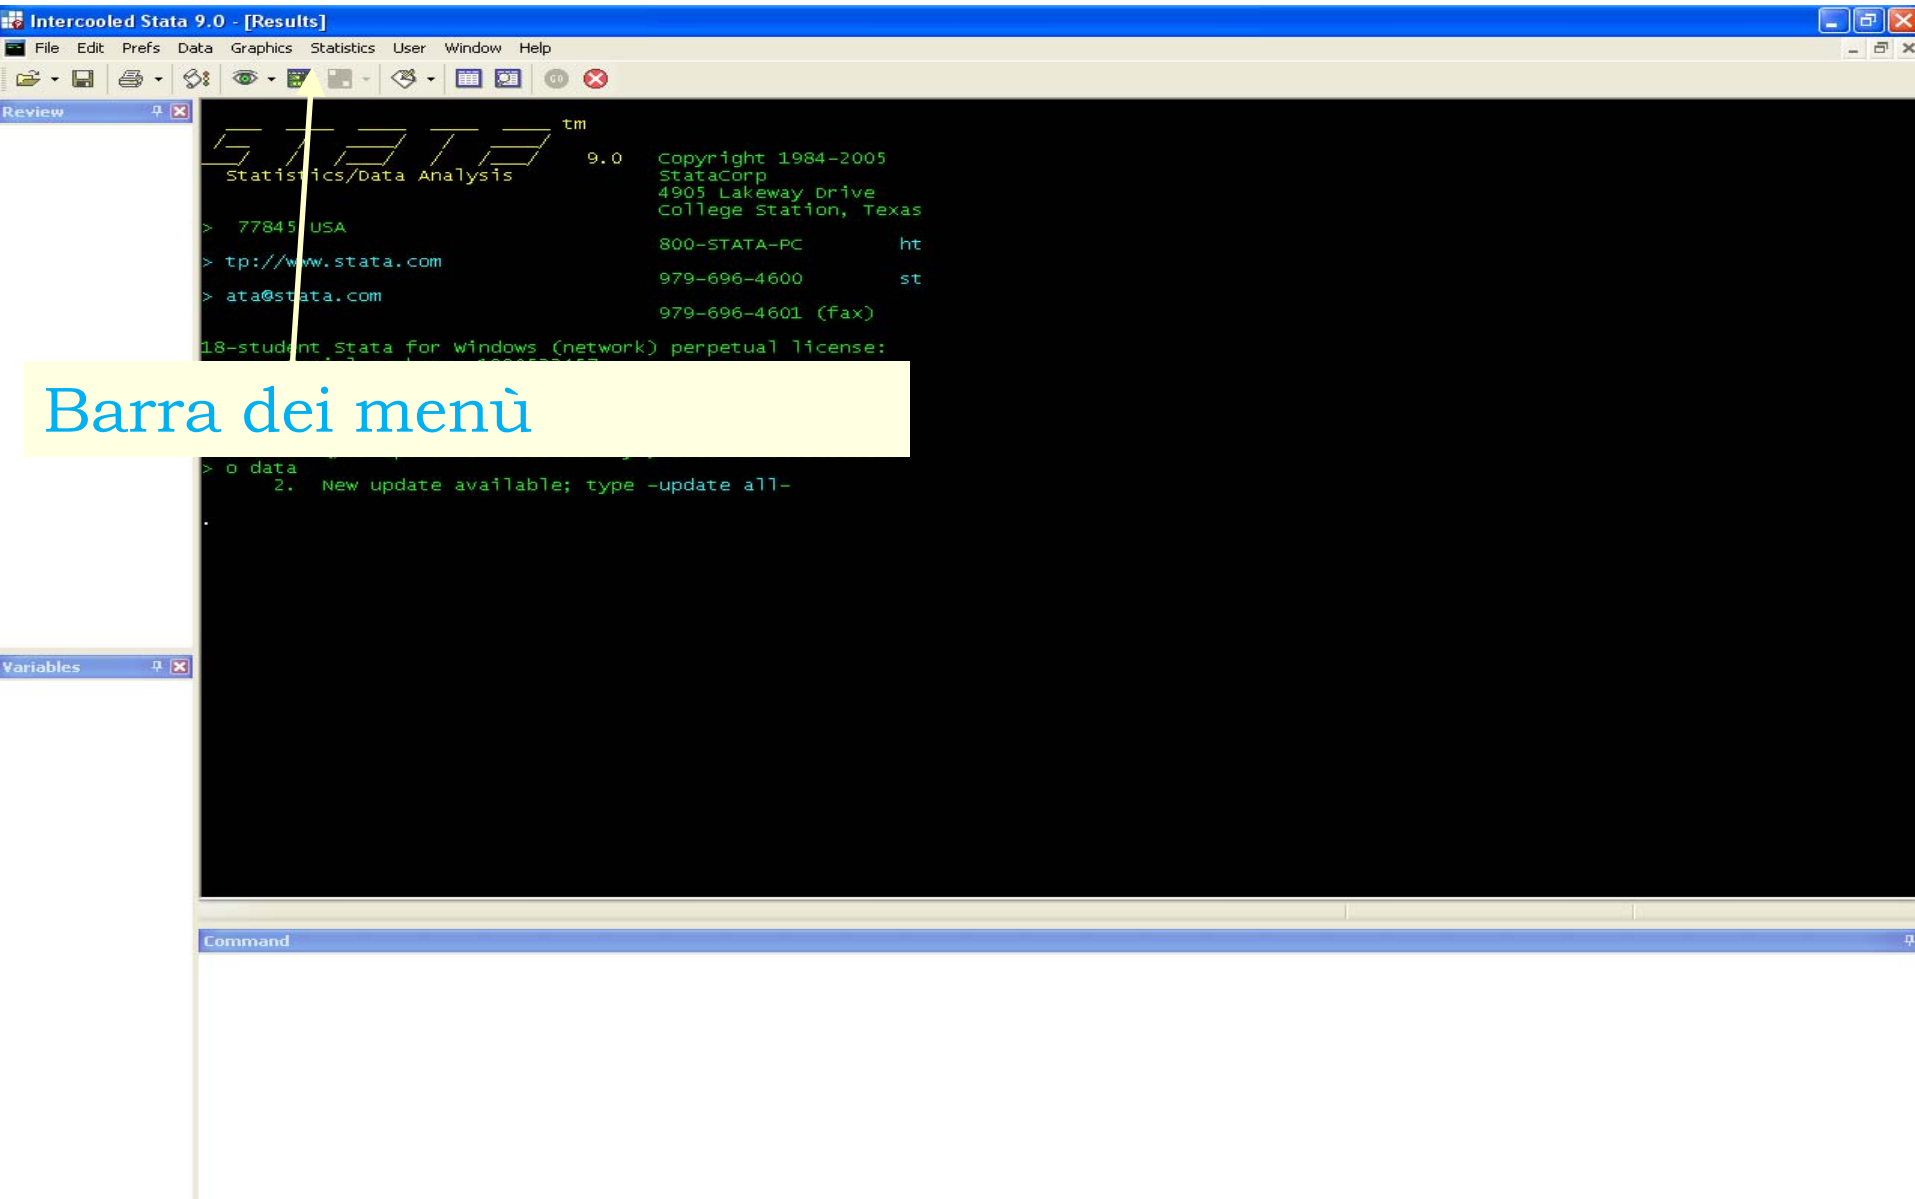 Intercooled Stata 9.0 - [Results]
File Edit Prefs Data Graphics Statistics User Window Help
Review
tm
9.0 Copyright 1984-2005
Statistics/Data Analysis StataCorp
4905 Lakeway Drive
College Station, Texas
> 77845 USA
800-STATA-PC ht
> tp://www.stata.com
979-696-4600 st
> ata@stata.com
979-696-4601 (fax)
18-student Stata for Windows (network) perpetual license:
Barra dei menù
> o data
2. New update available; type -update all-
.
Variables
Command